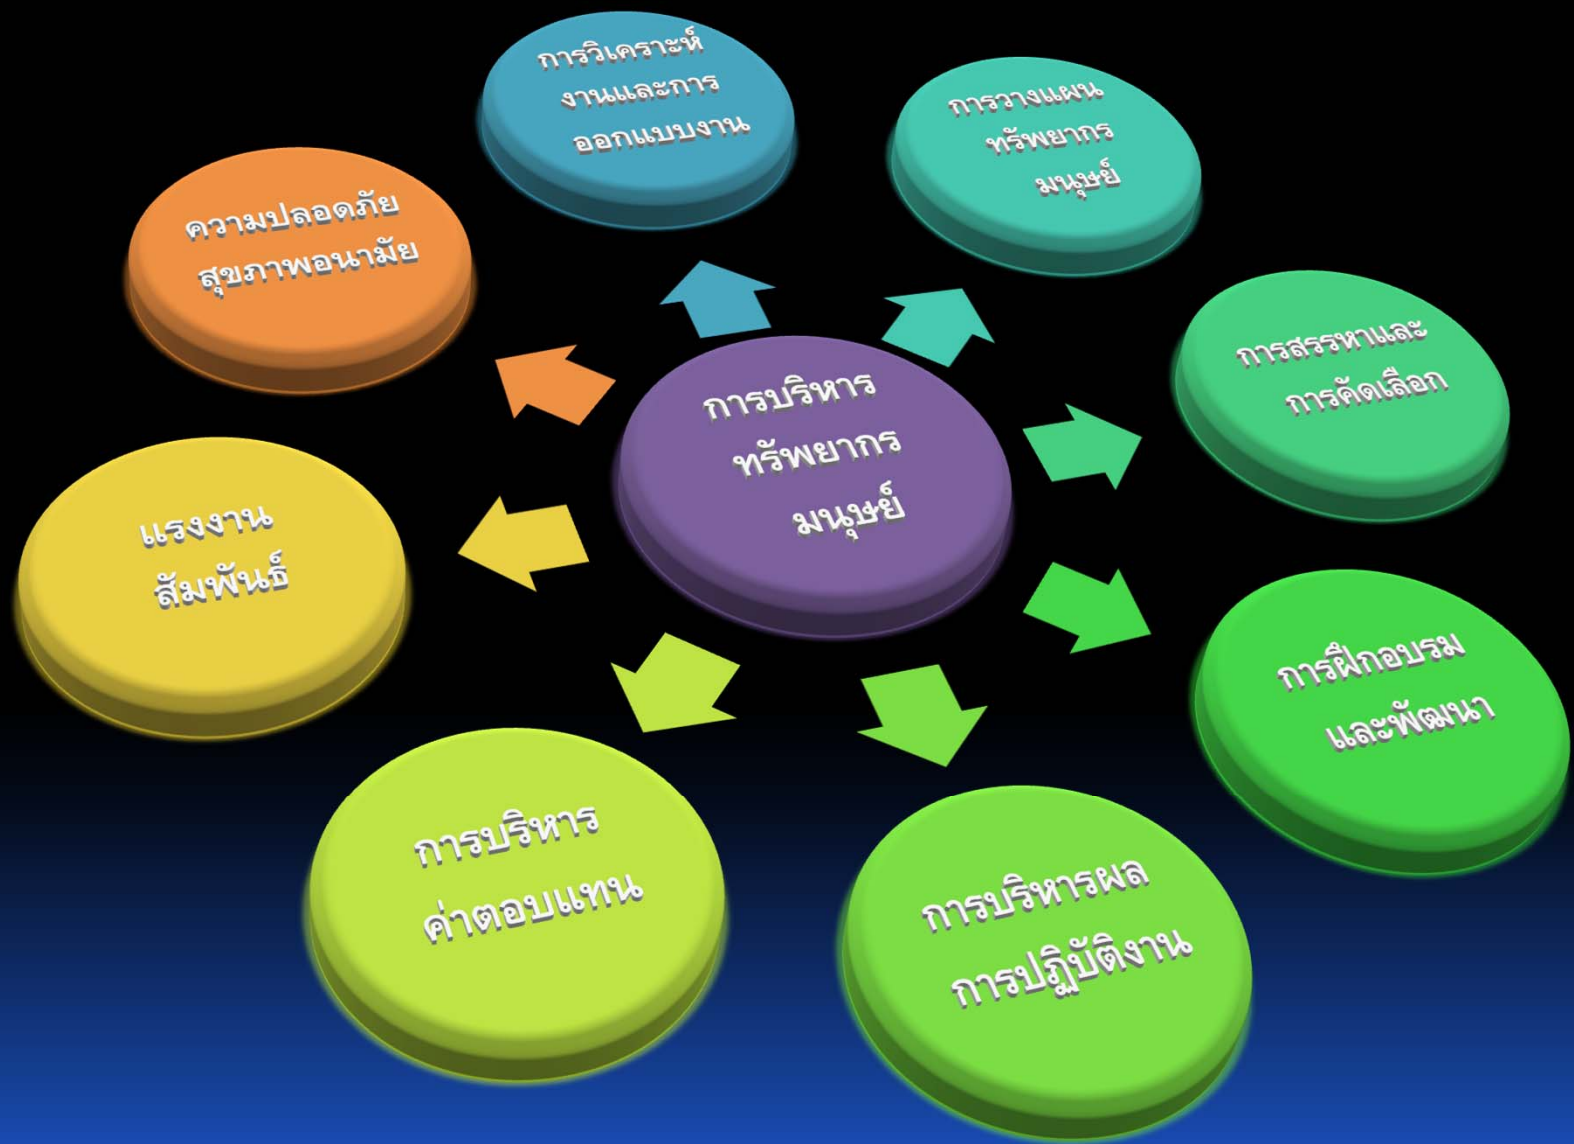 การวิเคราะห์
งานและการ
ออกแบบงาน
การวางแผน
ทรัพยากร
มนุษย์
การสรรหาและ
การคัดเลือก
การฝึกอบรม
และพัฒนา
การบริหารผล
การปฏิบัติงาน
การบริหาร
ค่าตอบแทน
แรงงาน
สัมพันธ์
ความปลอดภัย
สุขภาพอนามัย
การบริหาร
ทรัพยากร
มนุษย์